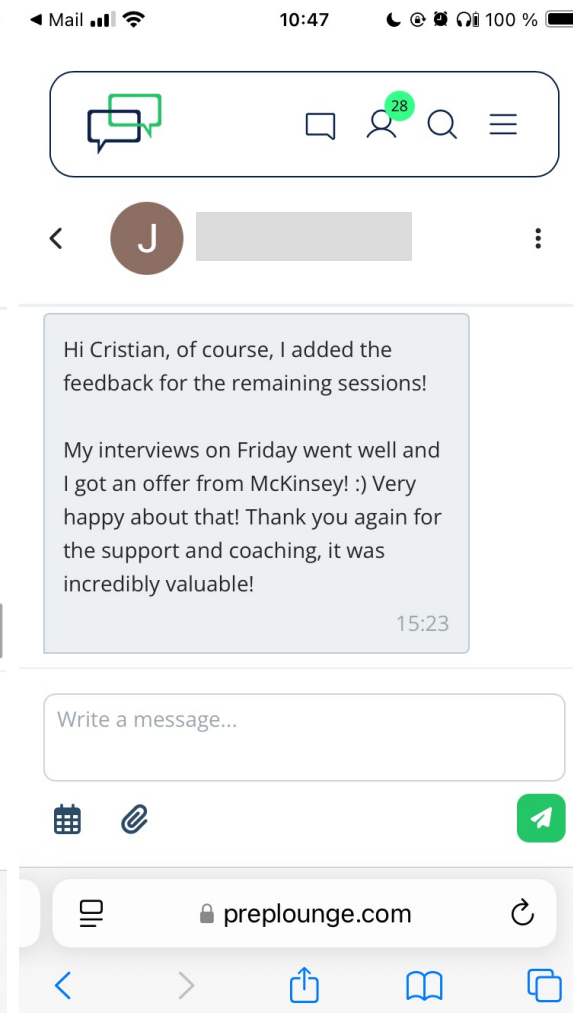 Mail 10:47 100 %
28
J
Hi Cristian, of course, I added the
feedback for the remaining sessions!
My interviews on Friday went well and
I got an offer from McKinsey! :) Very
happy about that! Thank you again for
the support and coaching, it was
incredibly valuable!
15:23
Write a message...
preplounge.com